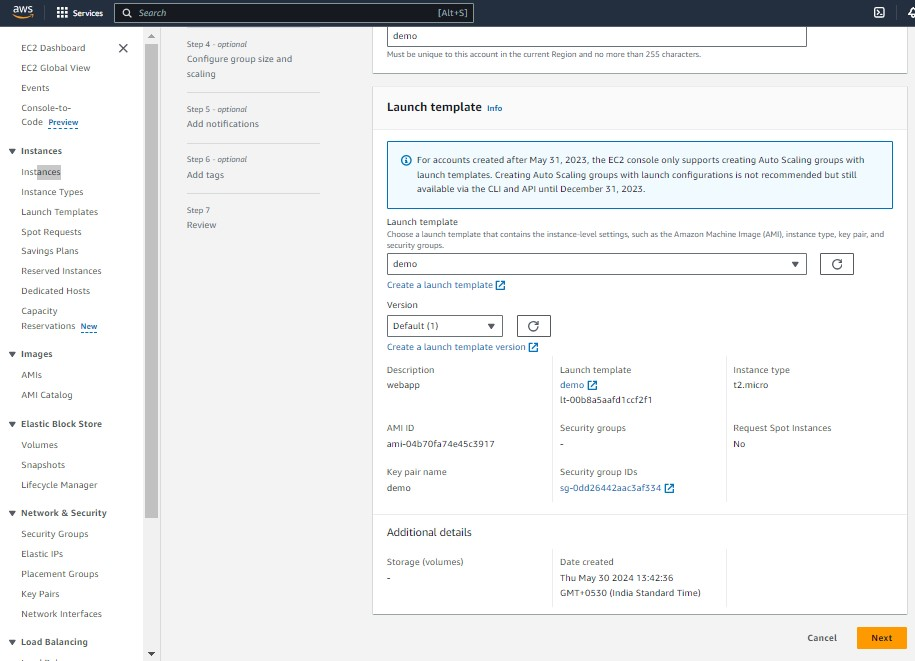 aws
Services
Search
[Alt+S]
EC2 Dashboard
EC2 Global View
Events
Console-to-
Code Preview
Instances
Instances
Instance Types
Launch Templates
Spot Requests
Savings Plans
Reserved Instances
Dedicated Hosts
Capacity
Reservations New
Images
AMIs
AMI Catalog
Elastic Block Store
Volumes
Snapshots
Lifecycle Manager
Network & Security
Security Groups
Elastic IPs
Placement Groups
Key Pairs
Network Interfaces
Load Balancing
Step 4 - optional
Configure group size and
scaling
Step 5 - optional
Add notifications
Step 6 - optional
Add tags
Step 7
Review
demo
Must be unique to this account in the current Region and no more than 255 characters.
Launch template Info
For accounts created after May 31, 2023, the EC2 console only supports creating Auto Scaling groups with
launch templates. Creating Auto Scaling groups with launch configurations is not recommended but still
available via the CLI and API until December 31, 2023.
Launch template
Choose a launch template that contains the instance-level settings, such as the Amazon Machine Image (AMI), instance type, key pair, and
security groups.
demo
Create a launch template
Version
Default (1)
Create a launch template version
Description
webapp
Launch template
demo
lt-00b8a5aafd1ccf2f1
Instance type
t2.micro
AMI ID
ami-04b70fa74e45c3917
Security groups
-
Request Spot Instances
No
Key pair name
demo
Security group IDs
sg-0dd26442aac3af334
Additional details
Storage (volumes)
-
Date created
Thu May 30 2024 13:42:36
GMT+0530 (India Standard Time)
Cancel
Next